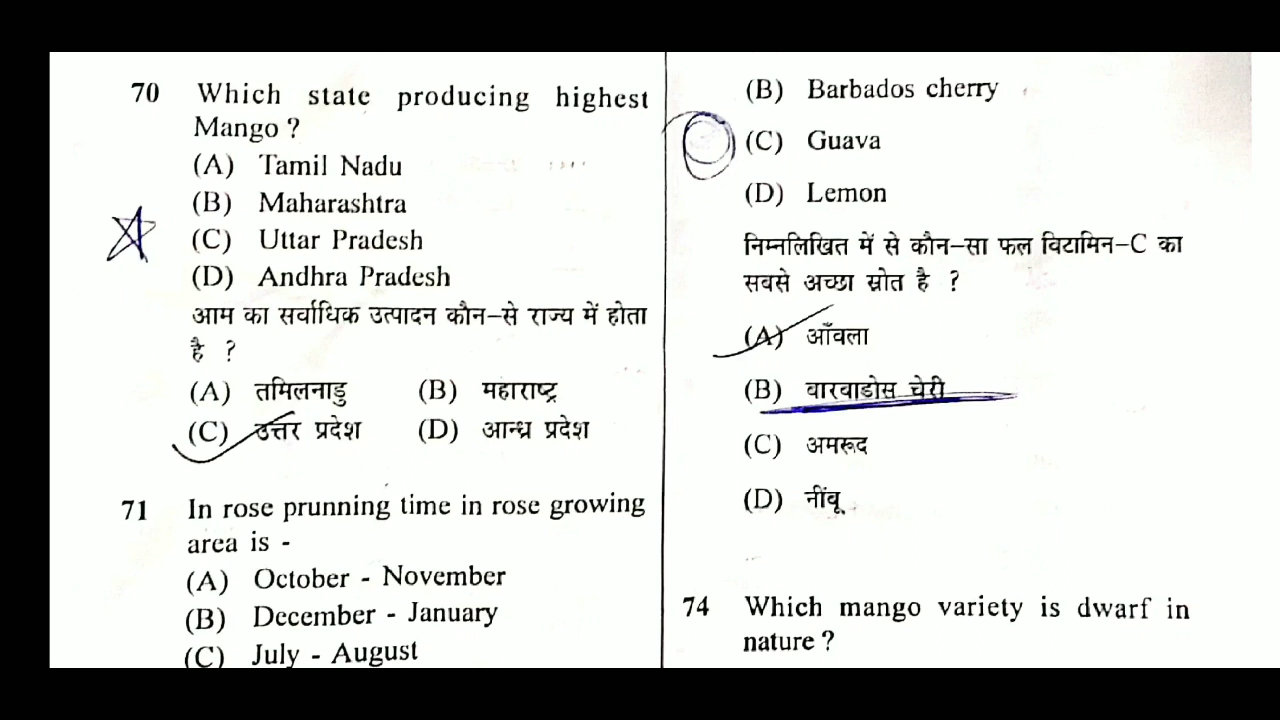 70 Which state producing highest
Mango ?
(A) Tamil Nadu
(B) Maharashtra
(C) Uttar Pradesh
(D) Andhra Pradesh
आम का सर्वाधिक उत्पादन कौन-से राज्य में होता
है ?
(A) तमिलनाडु (B) महाराष्ट्र
(C) उत्तर प्रदेश (D) आन्ध्र प्रदेश
71 In rose prunning time in rose growing
area is -
(A) October - November
(B) December - January
(C) July - August
(B) Barbados cherry
(C) Guava
(D) Lemon
निम्नलिखित में से कौन-सा फल विटामिन-C का
सबसे अच्छा स्रोत है ?
(A) आँवला
(B) वारवाडोस चेरी
(C) अमरूद
(D) नींबू
74 Which mango variety is dwarf in
nature ?